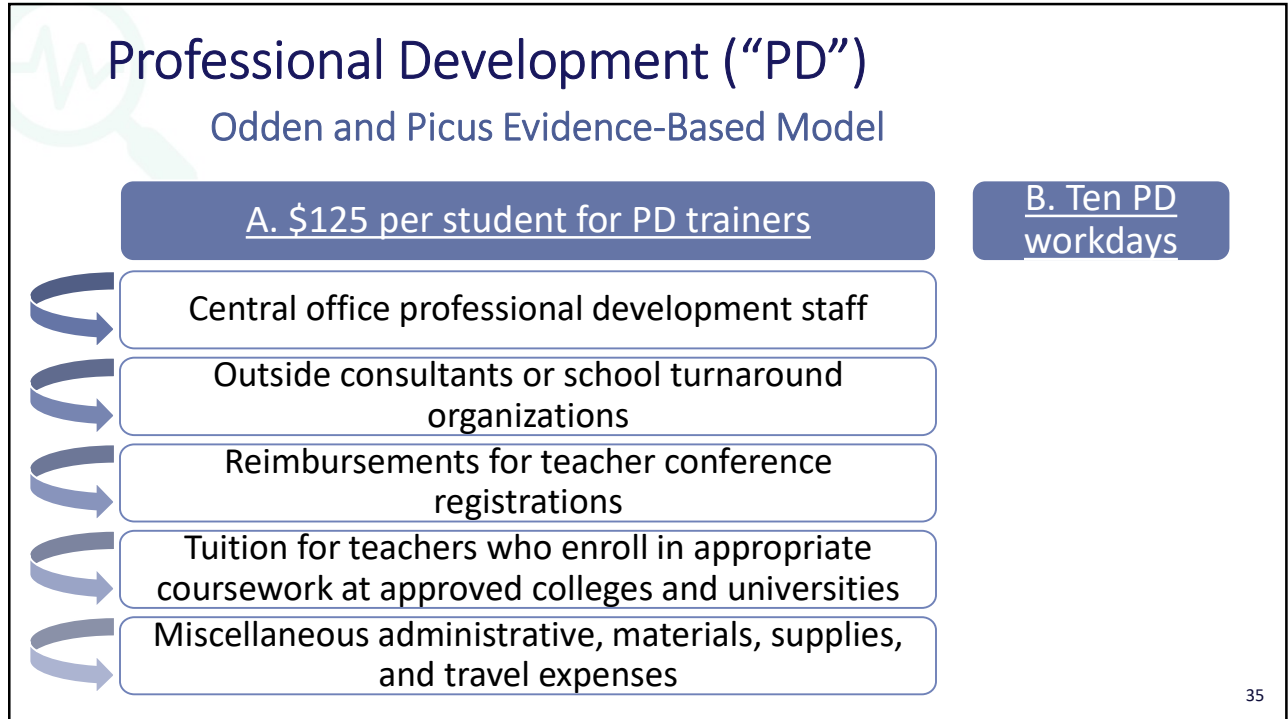 Professional Development (“PD”)
Odden and Picus Evidence-Based Model
A. $125 per student for PD trainers
B. Ten PD
workdays
Central office professional development staff
Outside consultants or school turnaround
organizations
Reimbursements for teacher conference
registrations
Tuition for teachers who enroll in appropriate
coursework at approved colleges and universities
Miscellaneous administrative, materials, supplies,
and travel expenses
35